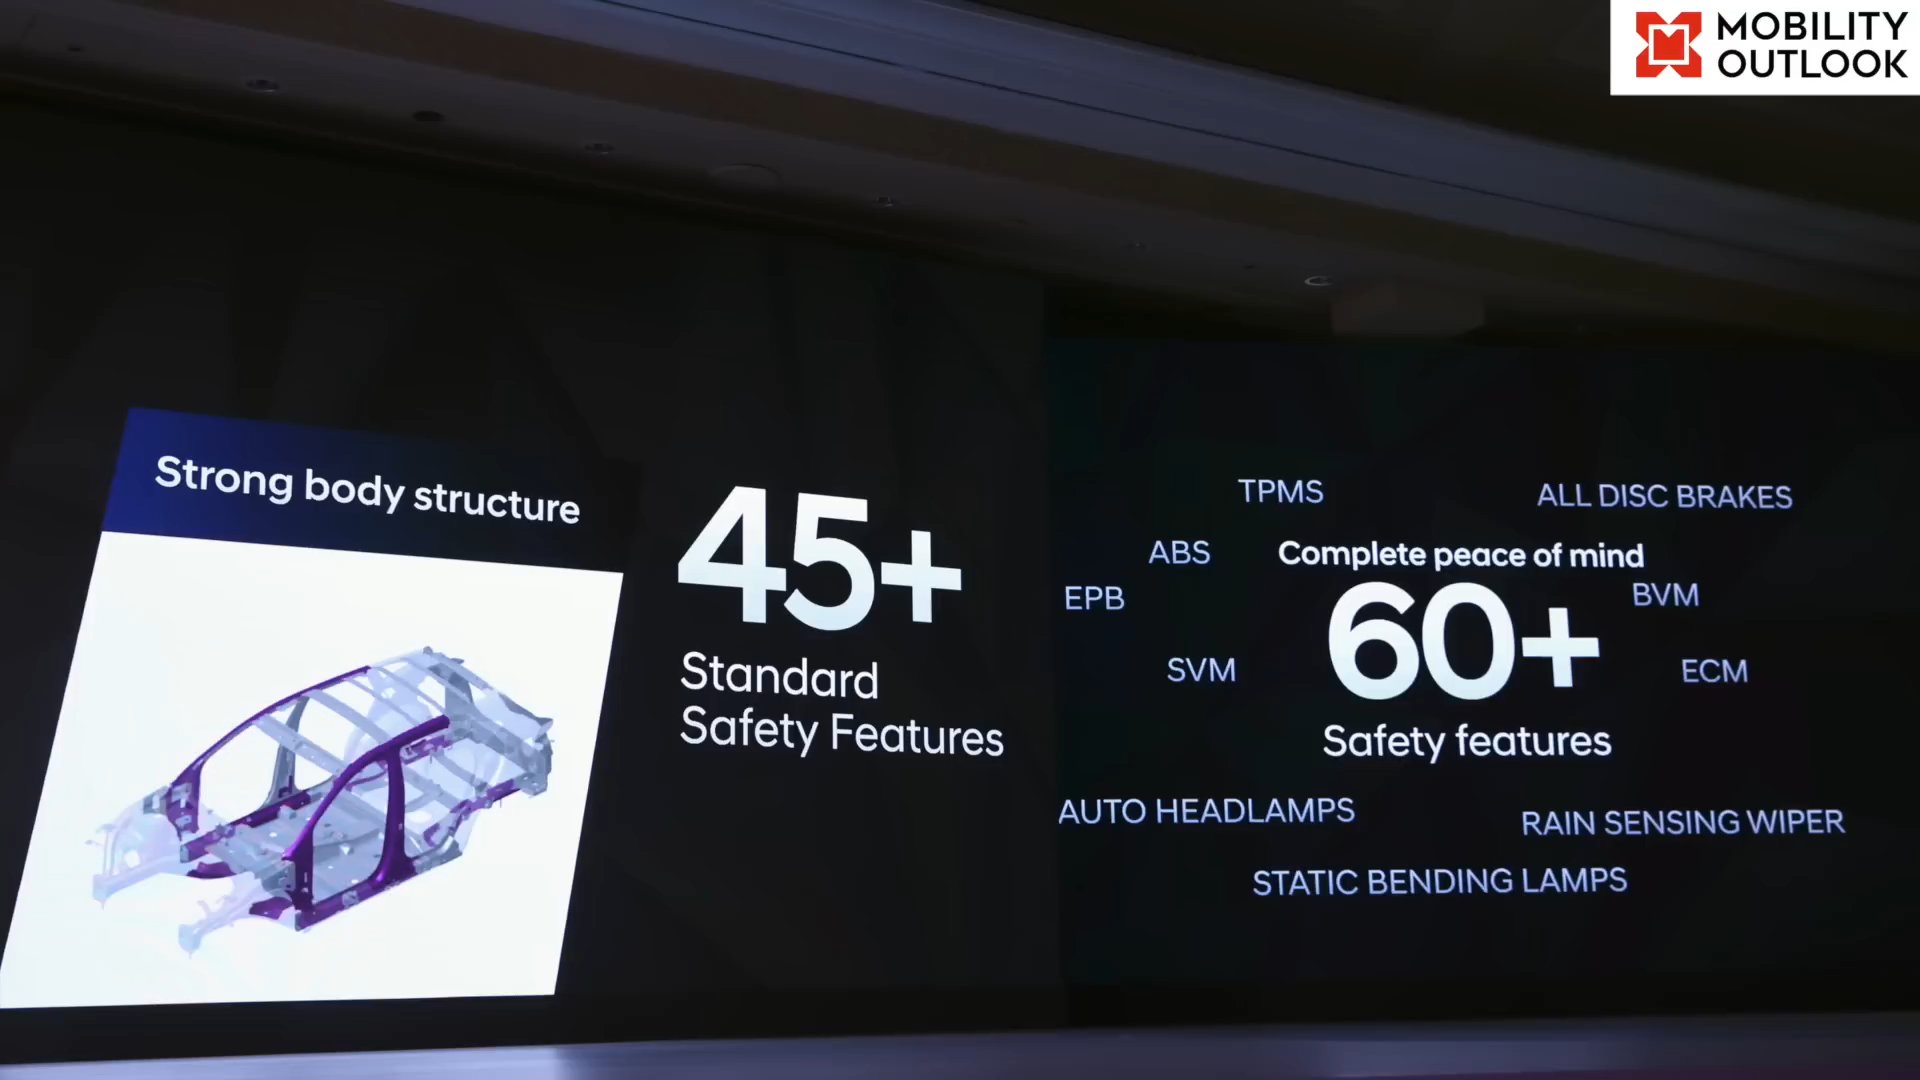 MOBILITY
OUTLOOK
Strong body structure
45+
Standard
Safety Features
TPMS
ALL DISC BRAKES
ABS
Complete peace of mind
EPB
BVM
60+
SVM
ECM
Safety features
AUTO HEADLAMPS
RAIN SENSING WIPER
STATIC BENDING LAMPS